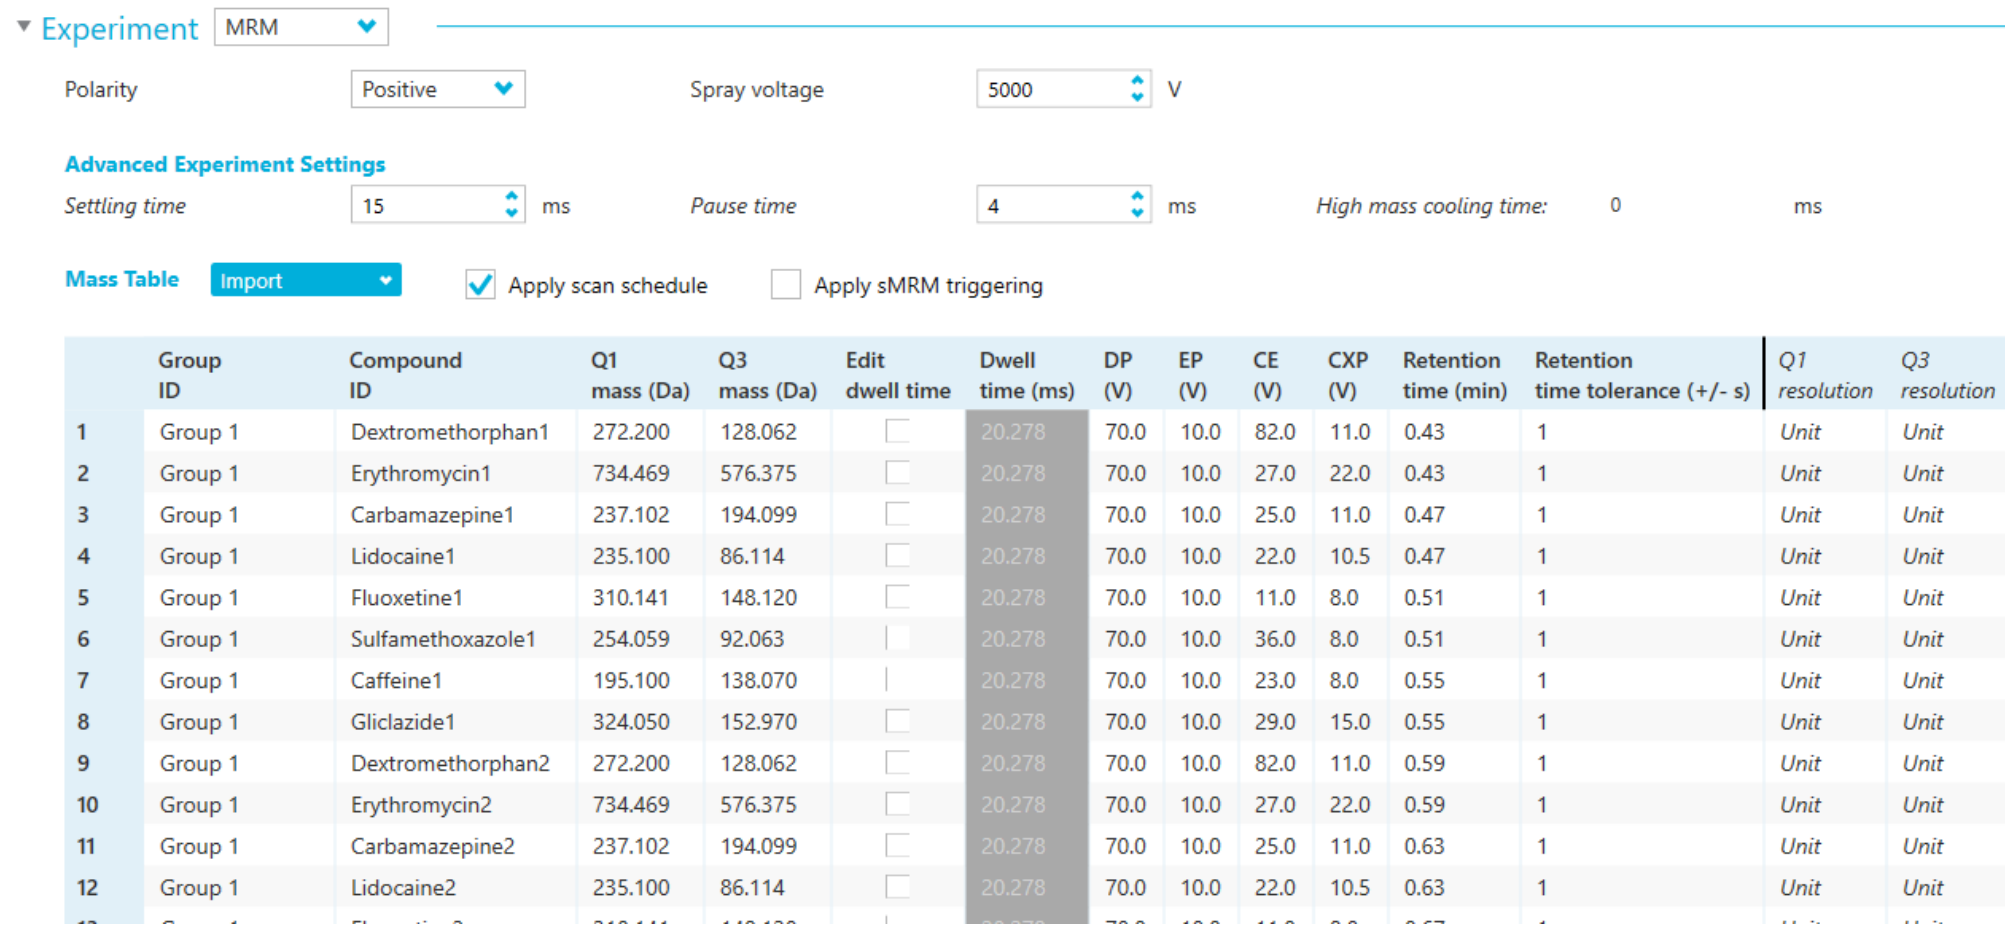 Experiment MRM
Polarity Positive Spray voltage 5000 V
Advanced Experiment Settings
Settling time 15 ms Pause time 4 ms High mass cooling time: 0 ms
Mass Table Import Apply scan schedule Apply sMRM triggering
Group ID Compound ID Q1 mass (Da) Q3 mass (Da) Edit dwell time Dwell time (ms) DP (V) EP (V) CE (V) CXP (V) Retention time (min) Retention time tolerance (+/- s) Q1 resolution Q3 resolution
1 Group 1 Dextromethorphan1 272.200 128.062 20.278 70.0 10.0 82.0 11.0 0.43 1 Unit Unit
2 Group 1 Erythromycin1 734.469 576.375 20.278 70.0 10.0 27.0 22.0 0.43 1 Unit Unit
3 Group 1 Carbamazepine1 237.102 194.099 20.278 70.0 10.0 25.0 11.0 0.47 1 Unit Unit
4 Group 1 Lidocaine1 235.100 86.114 20.278 70.0 10.0 22.0 10.5 0.47 1 Unit Unit
5 Group 1 Fluoxetine1 310.141 148.120 20.278 70.0 10.0 11.0 8.0 0.51 1 Unit Unit
6 Group 1 Sulfamethoxazole1 254.059 92.063 20.278 70.0 10.0 36.0 8.0 0.51 1 Unit Unit
7 Group 1 Caffeine1 195.100 138.070 20.278 70.0 10.0 23.0 8.0 0.55 1 Unit Unit
8 Group 1 Gliclazide1 324.050 152.970 20.278 70.0 10.0 29.0 15.0 0.55 1 Unit Unit
9 Group 1 Dextromethorphan2 272.200 128.062 20.278 70.0 10.0 82.0 11.0 0.59 1 Unit Unit
10 Group 1 Erythromycin2 734.469 576.375 20.278 70.0 10.0 27.0 22.0 0.59 1 Unit Unit
11 Group 1 Carbamazepine2 237.102 194.099 20.278 70.0 10.0 25.0 11.0 0.63 1 Unit Unit
12 Group 1 Lidocaine2 235.100 86.114 20.278 70.0 10.0 22.0 10.5 0.63 1 Unit Unit